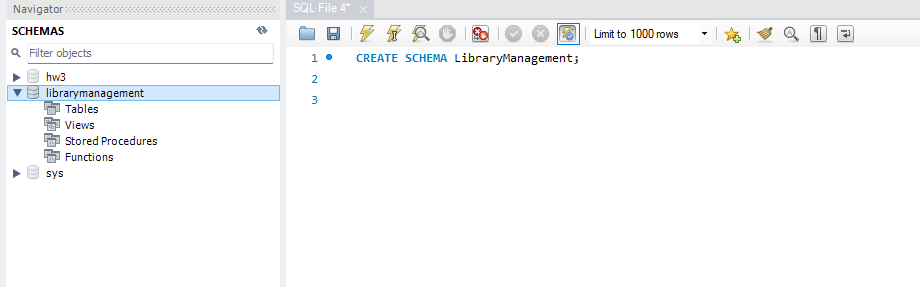 Navigator
SCHEMAS
Filter objects
hw3
librarymanagement
Tables
Views
Stored Procedures
Functions
sys
SQL File 4*
Limit to 1000 rows
1 CREATE SCHEMA LibraryManagement;
2
3